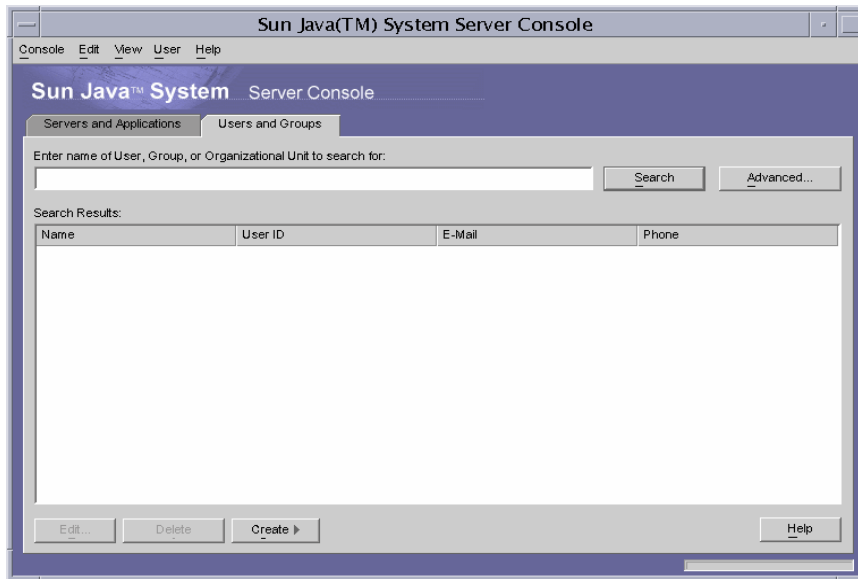 Sun Java(TM) System Server Console
Console Edit View User Help
Sun Java™ System Server Console
Servers and Applications Users and Groups
Enter name of User, Group, or Organizational Unit to search for:
Search Advanced...
Search Results:
Name User ID E-Mail Phone
Edit... Delete Create Help